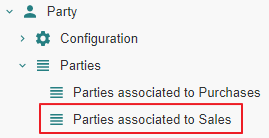 Party
Configuration
Parties
Parties associated to Purchases
Parties associated to Sales